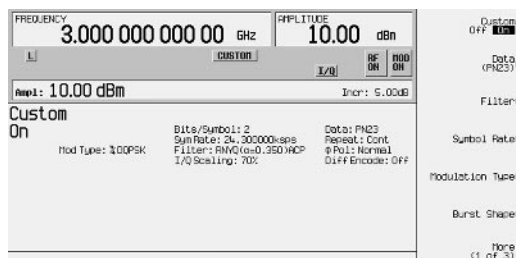 FREQUENCY
3.000 000 000 00 GHz
AMPLITUDE
10.00 dBm
L
CUSTOM
I/Q
RF ON
MOD ON
Ampl: 10.00 dBm
Incr: 5.00dB
Custom
On
Mod Type: π/4DQPSK
Bits/Symbol: 2
Sym Rate: 24.300000ksps
Filter: RNYQ(α=0.350)ACP
I/Q Scaling: 70%
Data: PN23
Repeat: Cont
Φ Pol: Normal
Diff Encode: Off
Custom
Off On
Data
(PN23)
Filter
Symbol Rate
Modulation Type
Burst Shape
More
(1 of 3)